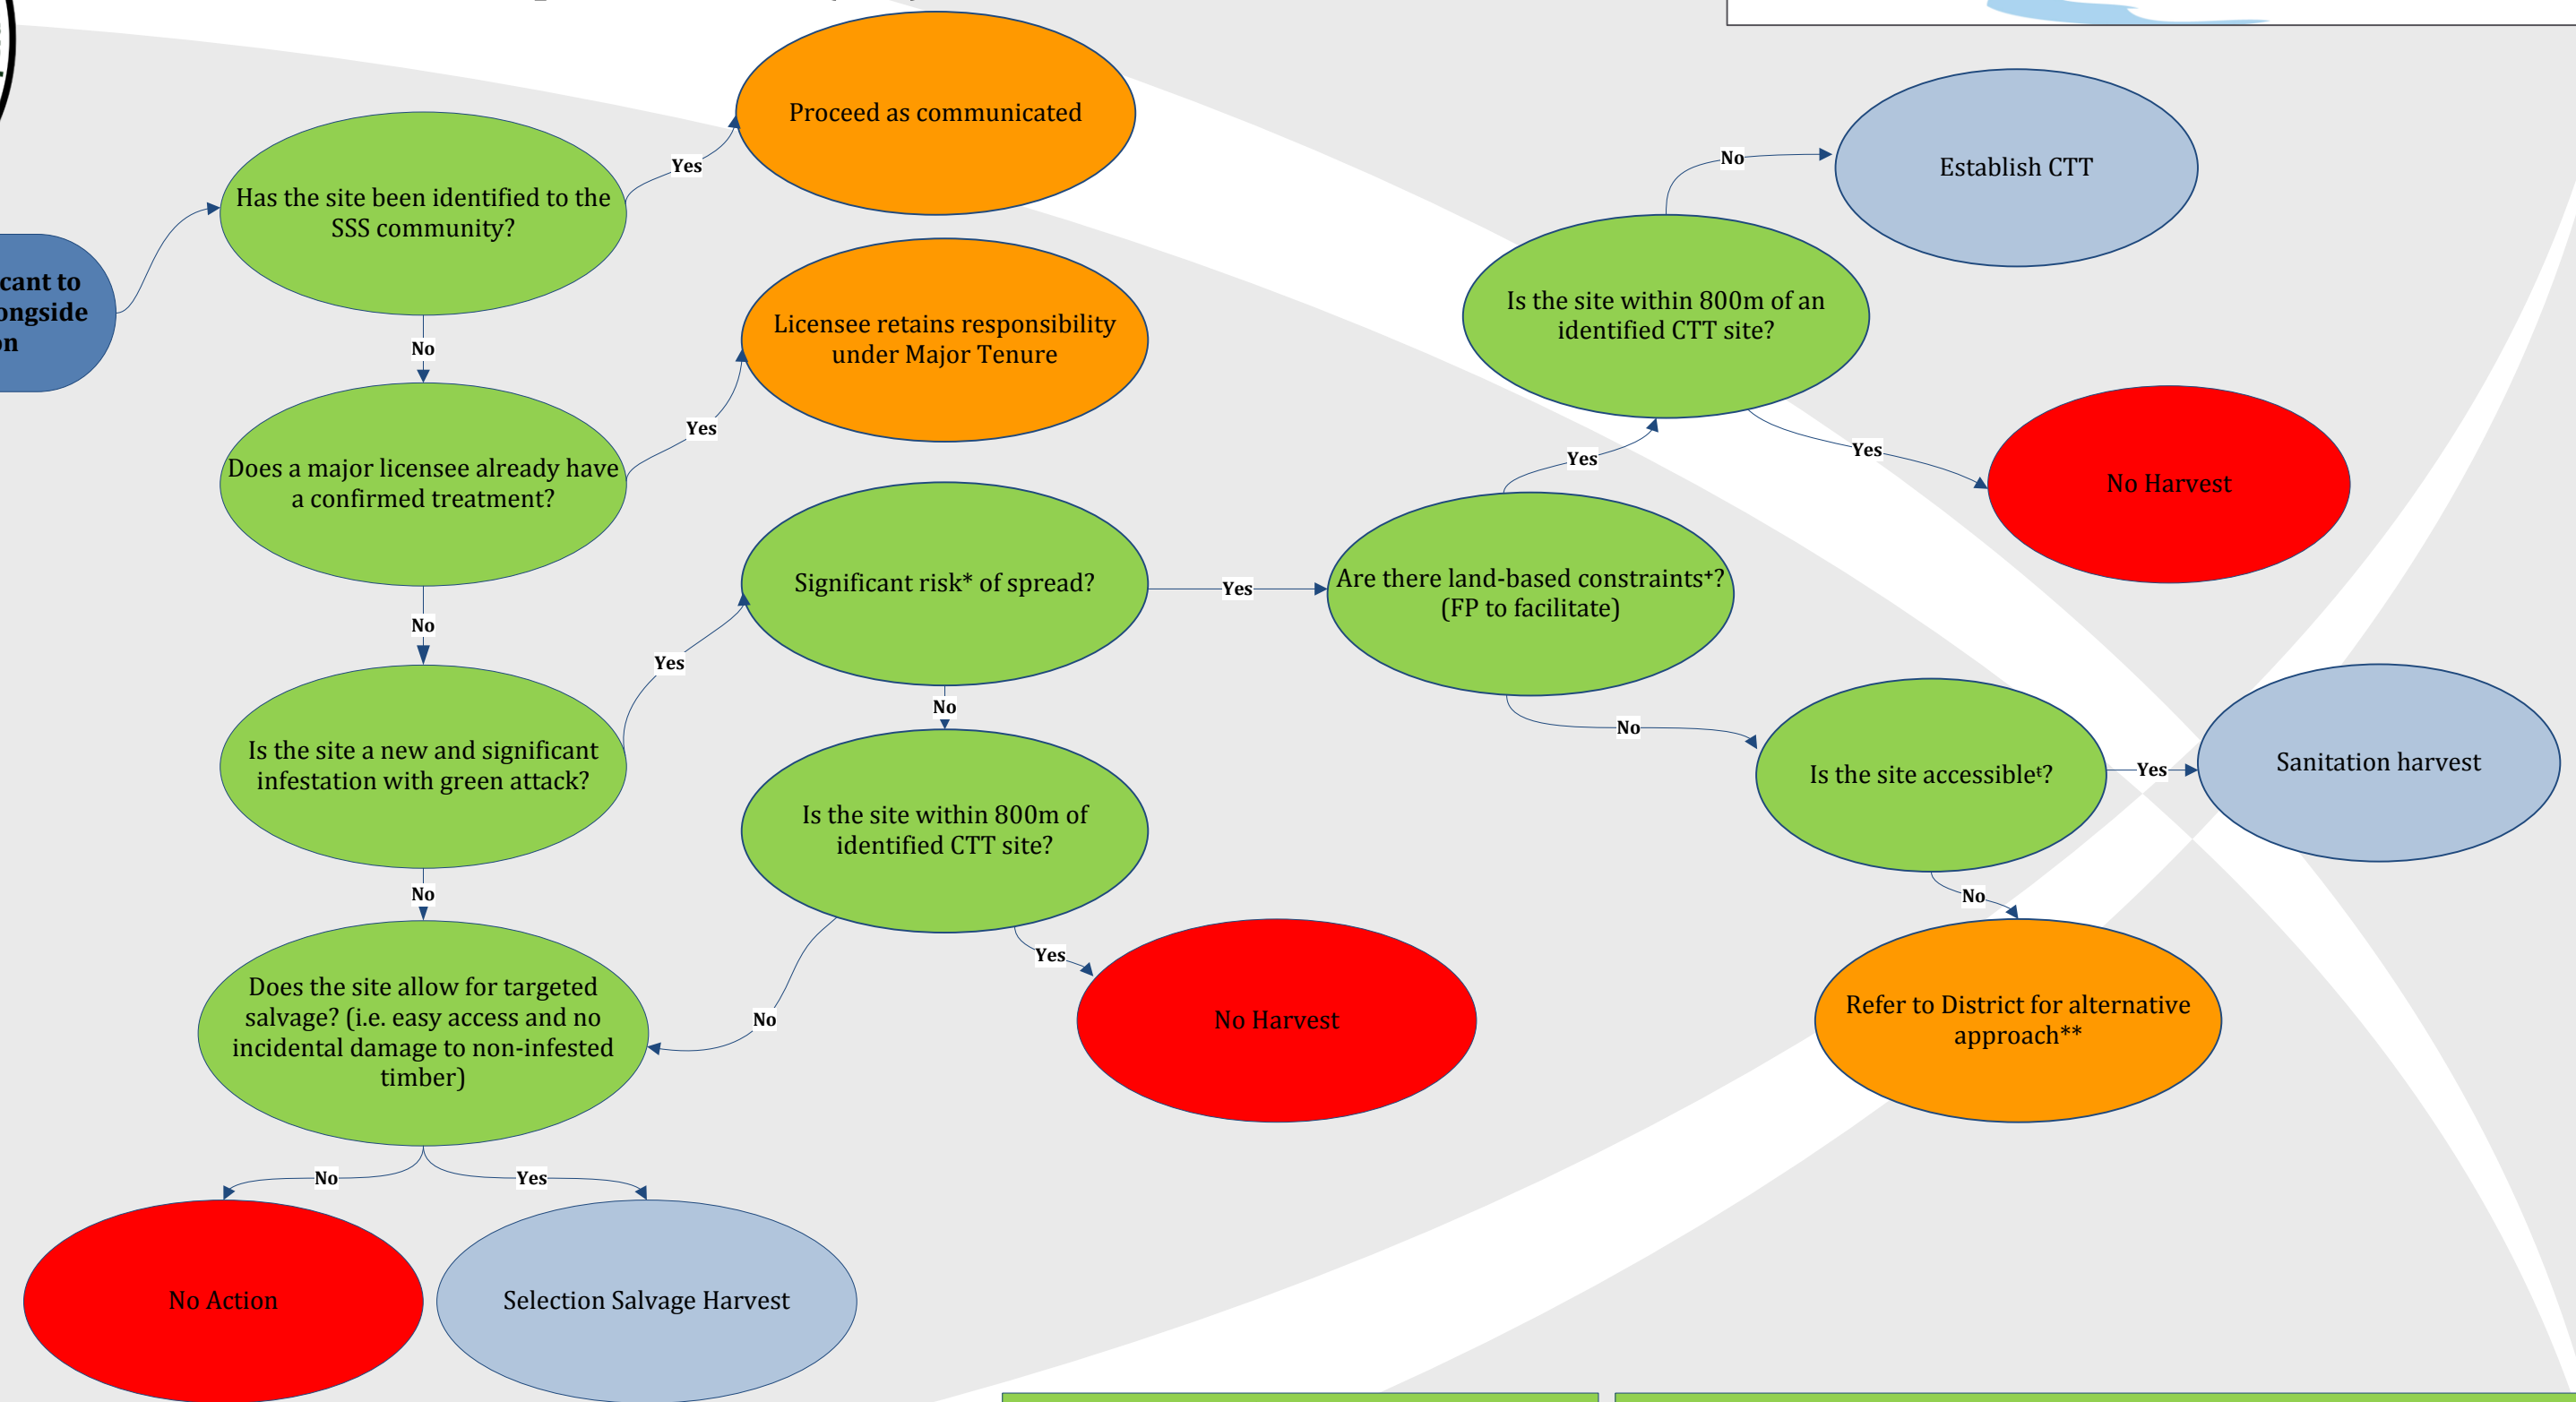 Proceed as communicated
Has the site been identified to the
SSS community?
Yes
No
Establish CTT
cant to
ongside
on
No
Licensee retains responsibility
under Major Tenure
Is the site within 800m of an
identified CTT site?
Yes
Does a major licensee already have
a confirmed treatment?
Yes
Yes
No Harvest
Significant risk* of spread?
Yes
Are there land-based constraints⁺?
(FP to facilitate)
No
Yes
No
No
Is the site a new and significant
infestation with green attack?
Is the site accessibleᵵ?
Yes
Sanitation harvest
Is the site within 800m of
identified CTT site?
No
No
Yes
No
Does the site allow for targeted
salvage? (i.e. easy access and no
incidental damage to non-infested
timber)
No Harvest
Refer to District for alternative
approach**
No
Yes
No Action
Selection Salvage Harvest